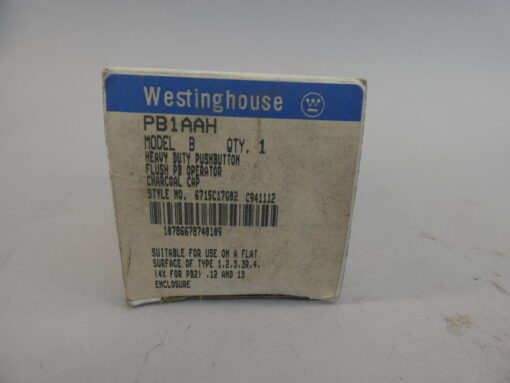 Westinghouse W
PB1AAH
MODEL B QTY. 1
HEAVY DUTY PUSHBUTTON
FLUSH PB OPERATOR
CHARCOAL CAP
STYLE NO. 6715C17G02 C941112
10786670740109
SUITABLE FOR USE ON A FLAT
SURFACE OF TYPE 1.2.3.3R.4.
(4X FOR PB2) .12 AND 13
ENCLOSURE